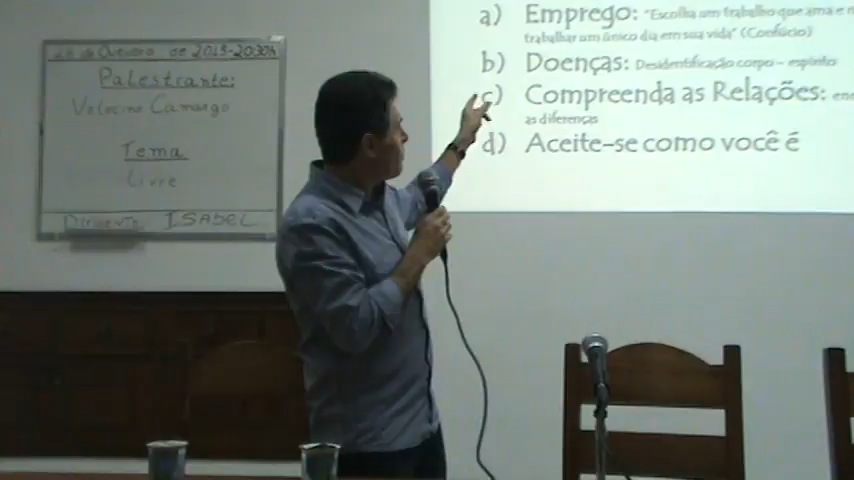 de Outubro de 2013-20:30h
Palestrante:
Camargo
Tema
Livre
Dirigente ISABEL
a) Emprego: "Escolha um trabalho que ama e n
trabalhar um único dia em sua vida" (Confúcio)
b) Doenças: Desidentificação corpo – espírito
c) Compreenda as Relações:
as diferenças
d) Aceite-se como você é